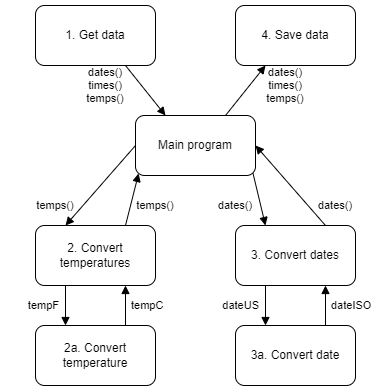 1. Get data
4. Save data
dates()
times()
temps()
dates()
times()
temps()
Main program
temps()
temps()
dates()
dates()
2. Convert
temperatures
3. Convert dates
tempF
tempC
dateUS
dateISO
2a. Convert
temperature
3a. Convert date